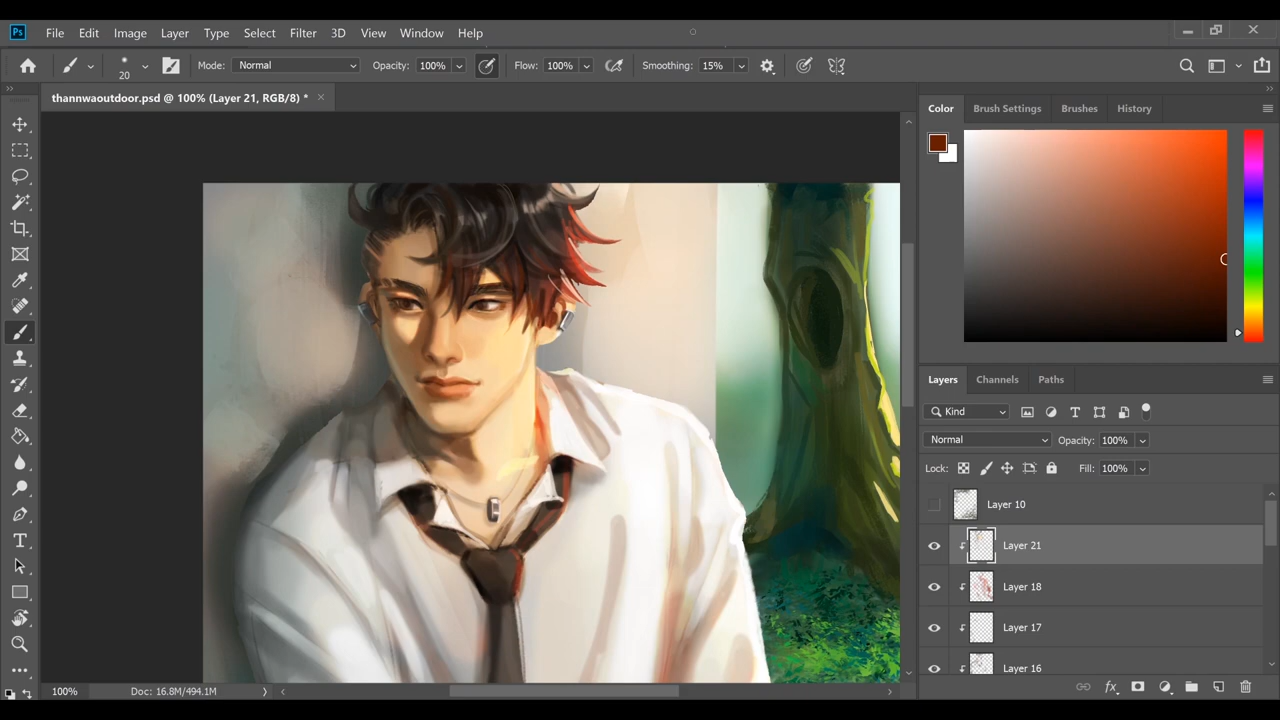 Ps File Edit Image Layer Type Select Filter 3D View Window Help
20 Mode: Normal Opacity: 100% Flow: 100% Smoothing: 15%
thannwaoutdoor.psd @ 100% (Layer 21, RGB/8) *
Color Brush Settings Brushes History
Layers Channels Paths
Kind
Normal Opacity: 100%
Lock: Fill: 100%
Layer 10
Layer 21
Layer 18
Layer 17
Layer 16
100% Doc: 16.8M/494.1M
fx